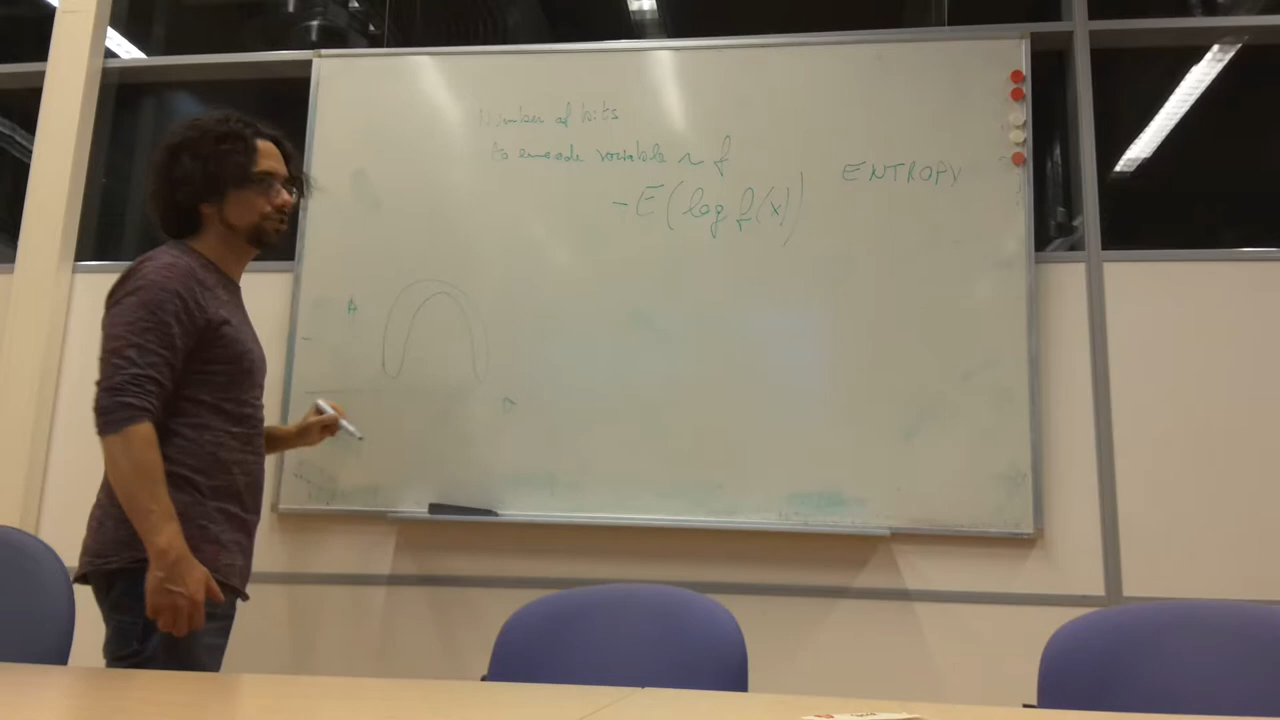 Number of bits
to encode variable ~ f
-E(log f(x))
ENTROPY
A